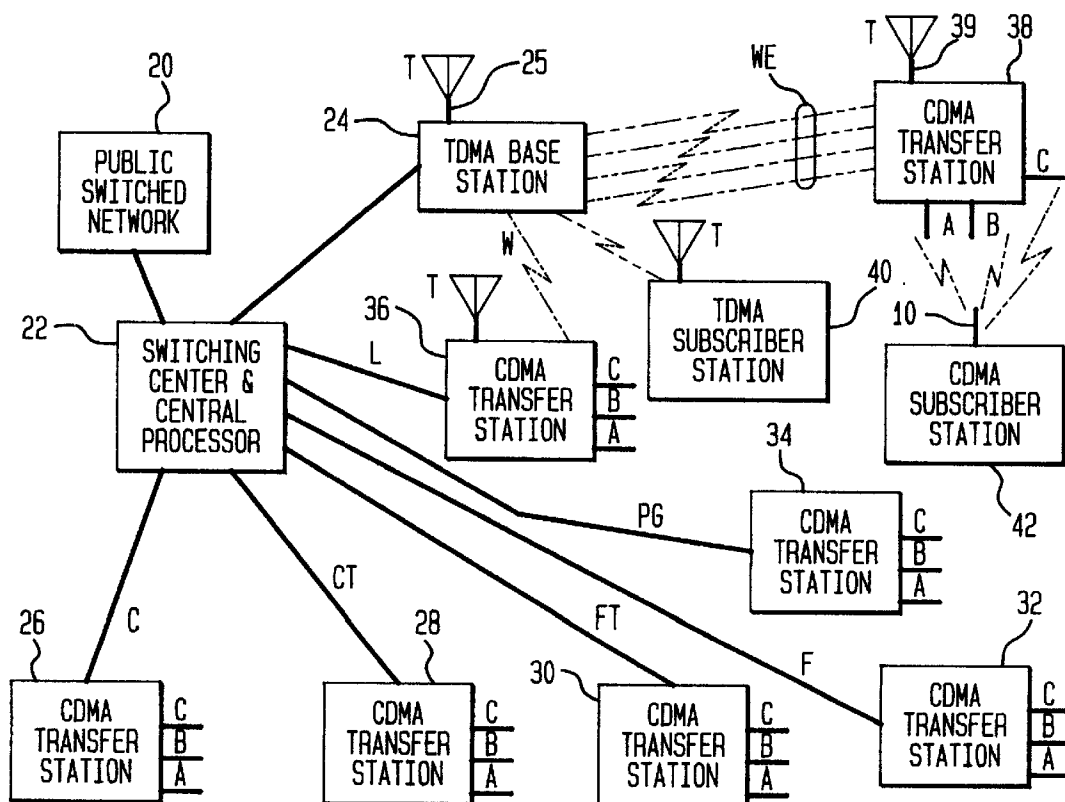 20
PUBLIC
SWITCHED
NETWORK
22
SWITCHING
CENTER &
CENTRAL
PROCESSOR
T
25
24
TDMA BASE
STATION
WE
T
39
38
CDMA
TRANSFER
STATION
C
A
B
W
T
40
TDMA
SUBSCRIBER
STATION
10
CDMA
SUBSCRIBER
STATION
42
L
T
36
CDMA
TRANSFER
STATION
C
B
A
PG
34
CDMA
TRANSFER
STATION
C
B
A
C
26
CDMA
TRANSFER
STATION
C
B
A
CT
28
CDMA
TRANSFER
STATION
C
B
A
FT
30
CDMA
TRANSFER
STATION
C
B
A
F
32
CDMA
TRANSFER
STATION
C
B
A